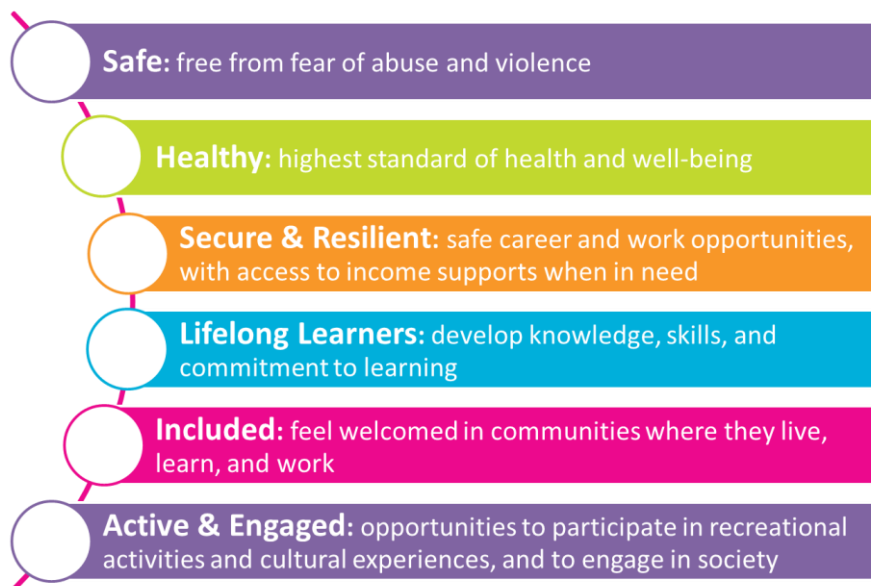 Safe: free from fear of abuse and violence
Healthy: highest standard of health and well-being
Secure & Resilient: safe career and work opportunities,
with access to income supports when in need
Lifelong Learners: develop knowledge, skills, and
commitment to learning
Included: feel welcomed in communities where they live,
learn, and work
Active & Engaged: opportunities to participate in recreational
activities and cultural experiences, and to engage in society